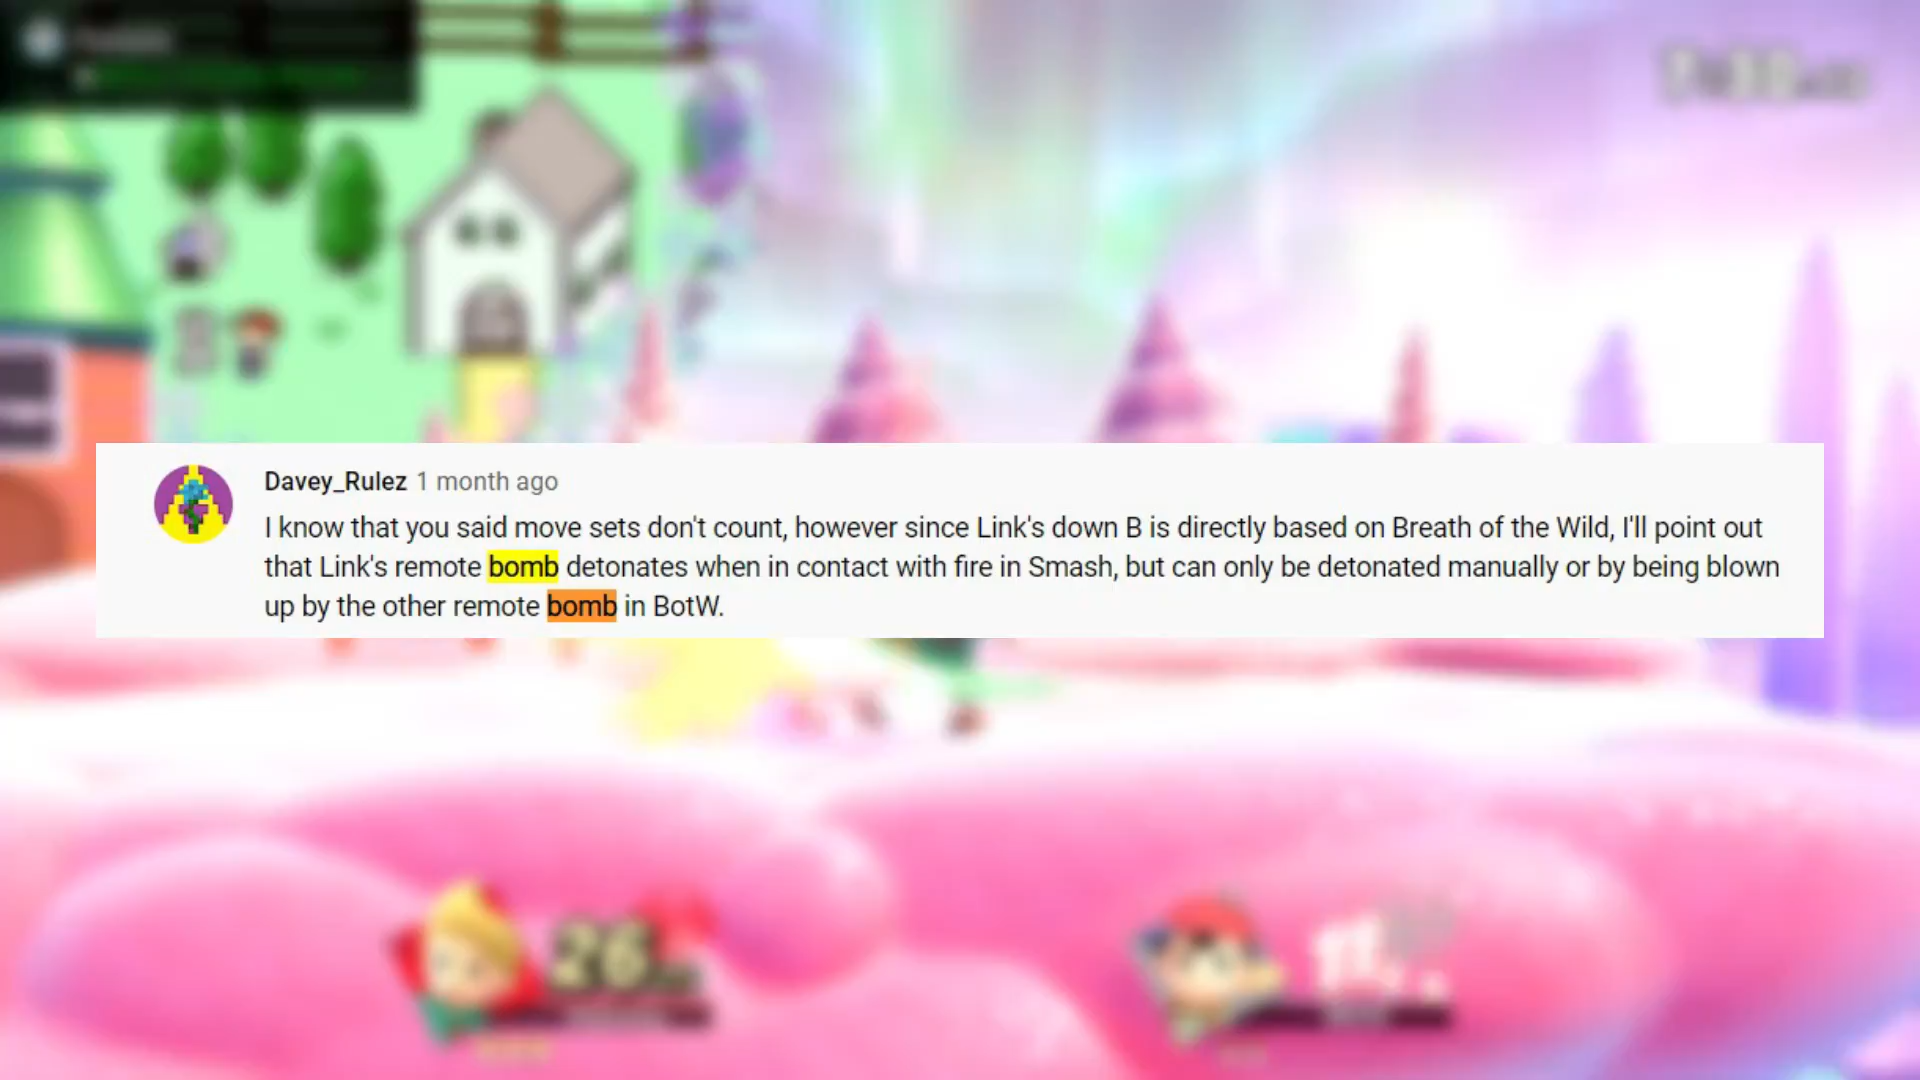 Davey_Rulez 1 month ago
I know that you said move sets don't count, however since Link's down B is directly based on Breath of the Wild, I'll point out
that Link's remote bomb detonates when in contact with fire in Smash, but can only be detonated manually or by being blown
up by the other remote bomb in BotW.
26